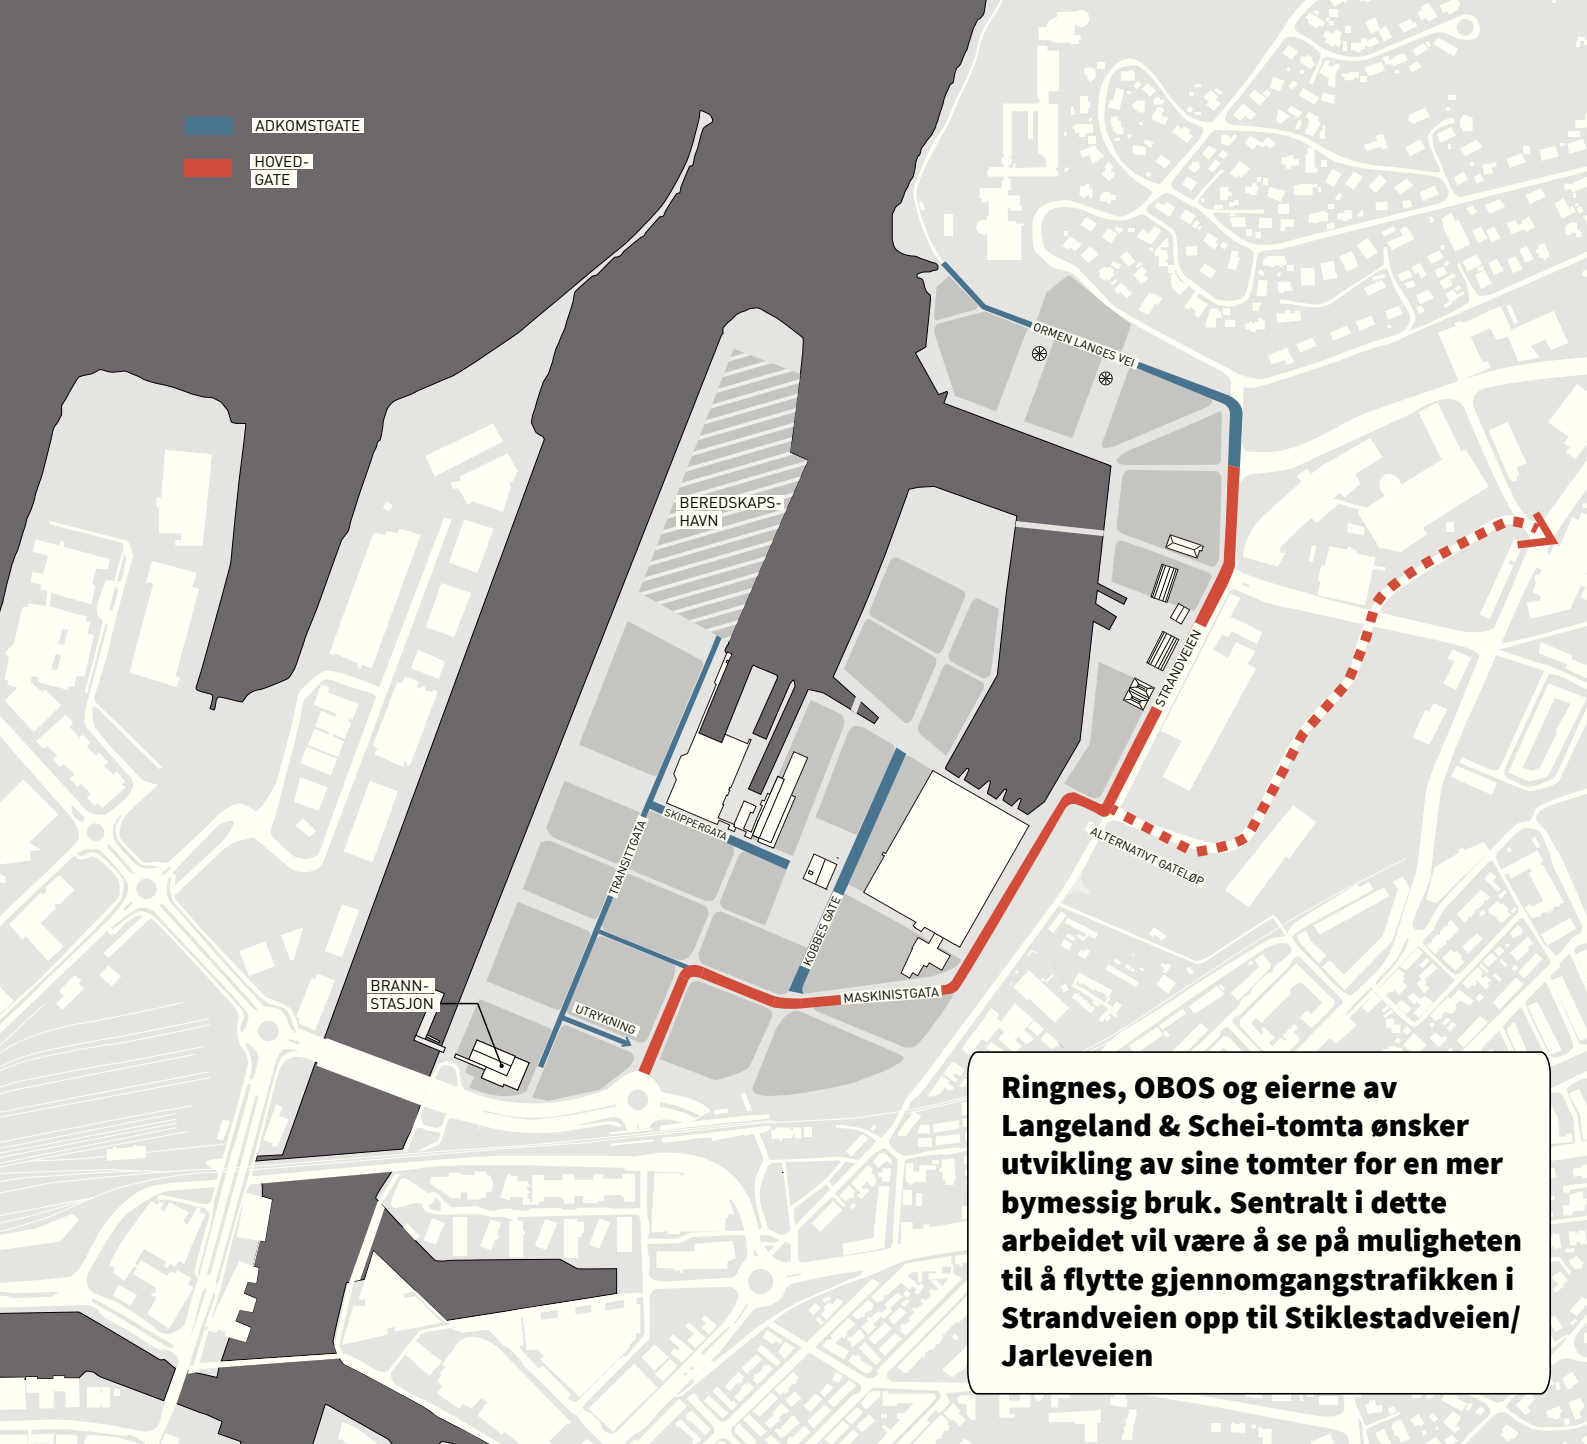 ADKOMSTGATE
HOVED-
GATE
ORMEN LANGES VEI
BEREDSKAPS-
HAVN
STRANDVEIEN
SKIPPERGATA
TRANSITTGATA
ALTERNATIVT GATELØP
KOBBES GATE
BRANN-
STASJON
MASKINISTGATA
UTRYKNING
Ringnes, OBOS og eierne av
Langeland & Schei-tomta ønsker
utvikling av sine tomter for en mer
bymessig bruk. Sentralt i dette
arbeidet vil være å se på muligheten
til å flytte gjennomgangstrafikken i
Strandveien opp til Stiklestadveien/
Jarleveien